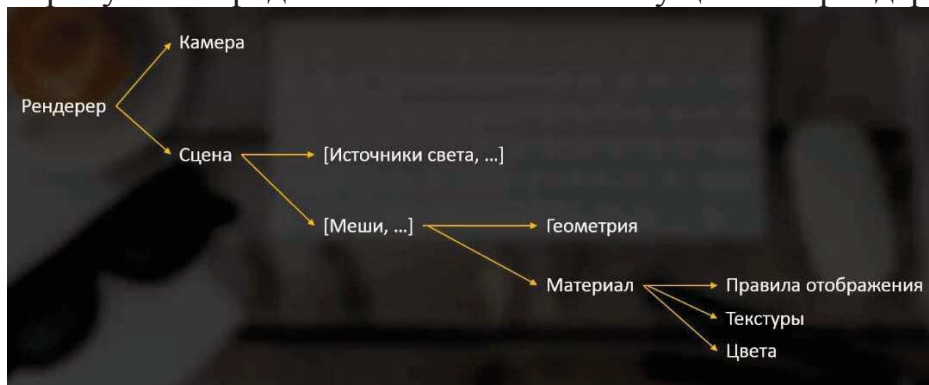 Камера
Рендерер
Сцена
[Источники света, ...]
[Меши, ...]
Геометрия
Материал
Правила отображения
Текстуры
Цвета